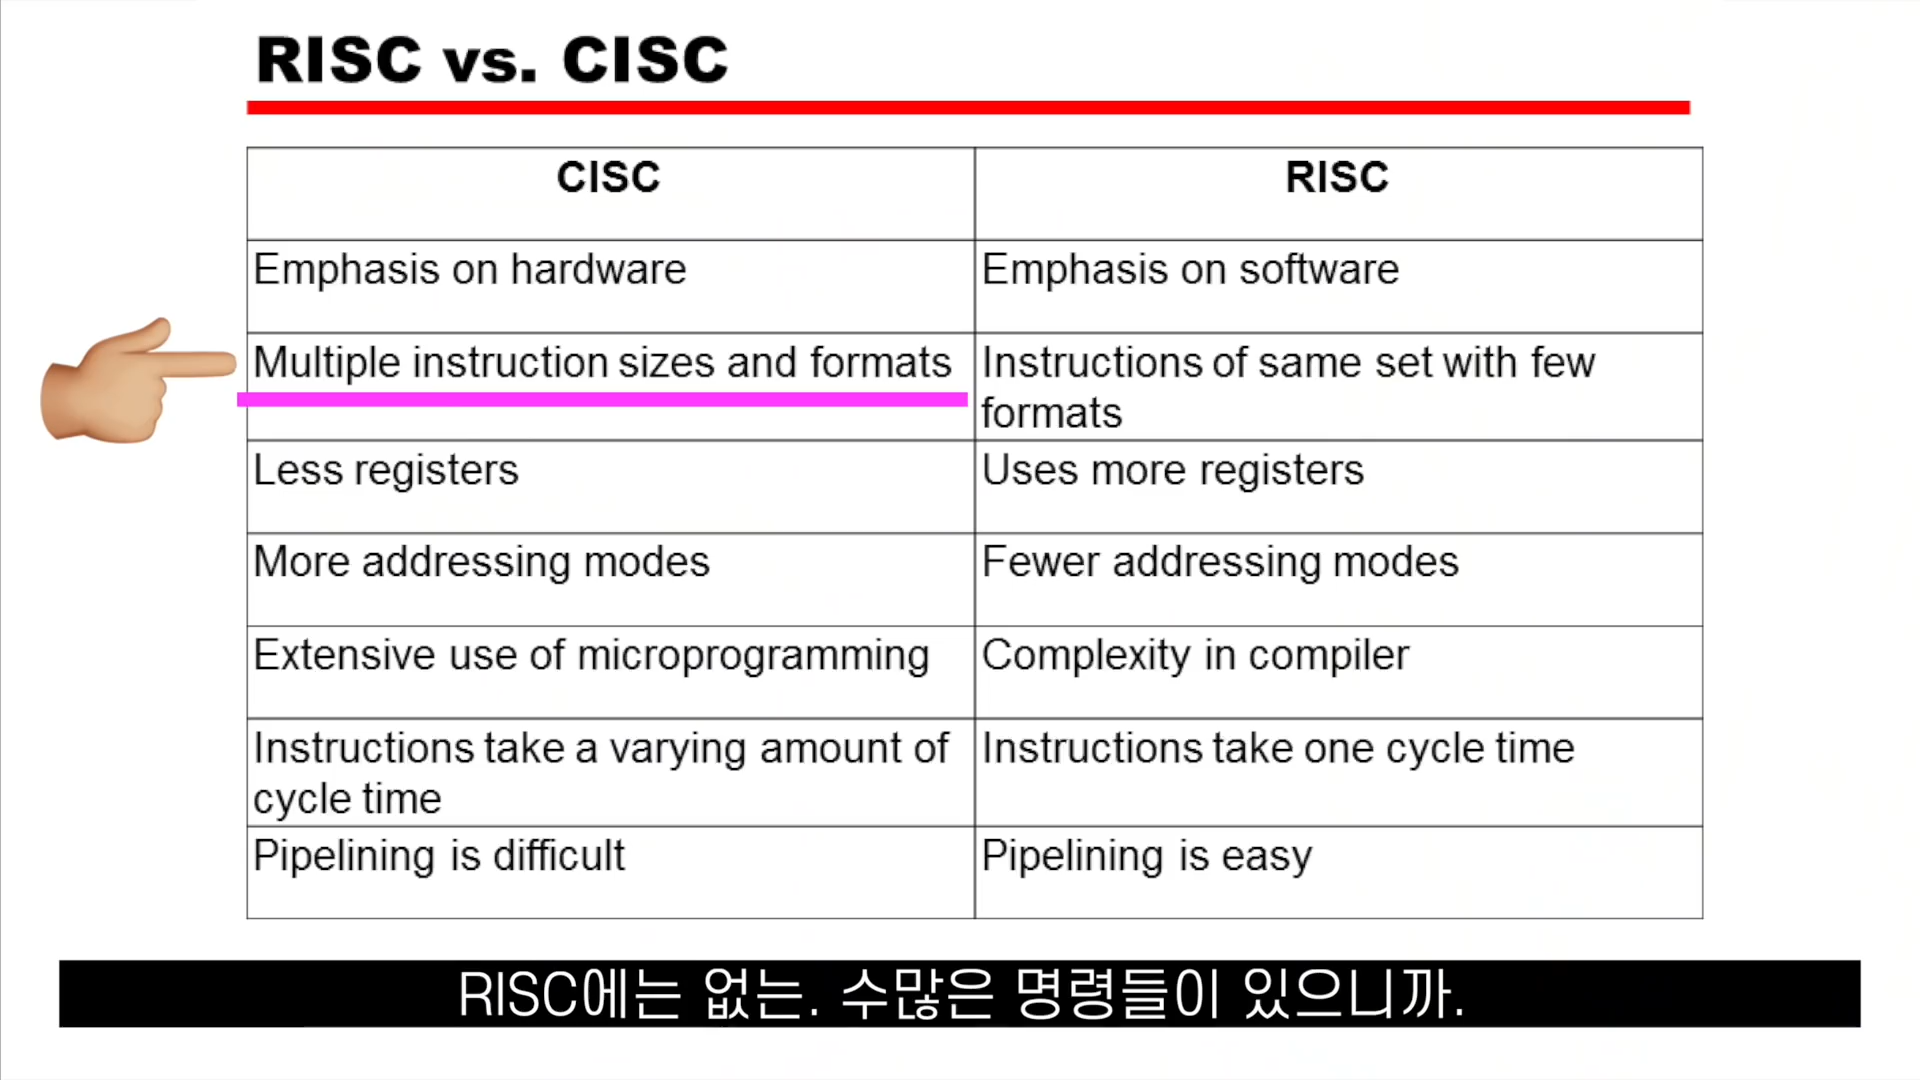 RISC vs. CISC
CISC
RISC
Emphasis on hardware
Emphasis on software
Multiple instruction sizes and formats
Instructions of same set with few
formats
Less registers
Uses more registers
More addressing modes
Fewer addressing modes
Extensive use of microprogramming
Complexity in compiler
Instructions take a varying amount of
cycle time
Instructions take one cycle time
Pipelining is difficult
Pipelining is easy
RISC에는 없는. 수많은 명령들이 있으니까.